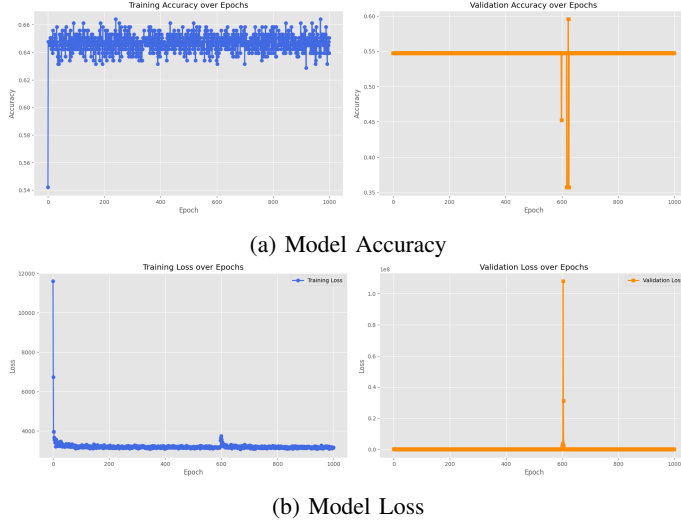 Training Accuracy over Epochs
Validation Accuracy over Epochs
Accuracy
0.66
0.64
0.62
0.60
0.58
0.56
0.54
0 200 400 600 800 1000
Epoch
Accuracy
0.60
0.55
0.50
0.45
0.40
0.35
0 200 400 600 800 1000
Epoch
(a) Model Accuracy
Training Loss over Epochs
Validation Loss over Epochs
Loss
12000
10000
8000
6000
4000
Training Loss
0 200 400 600 800 1000
Epoch
Loss
1e8
1.0
0.8
0.6
0.4
0.2
0.0
Validation Loss
0 200 400 600 800 1000
Epoch
(b) Model Loss